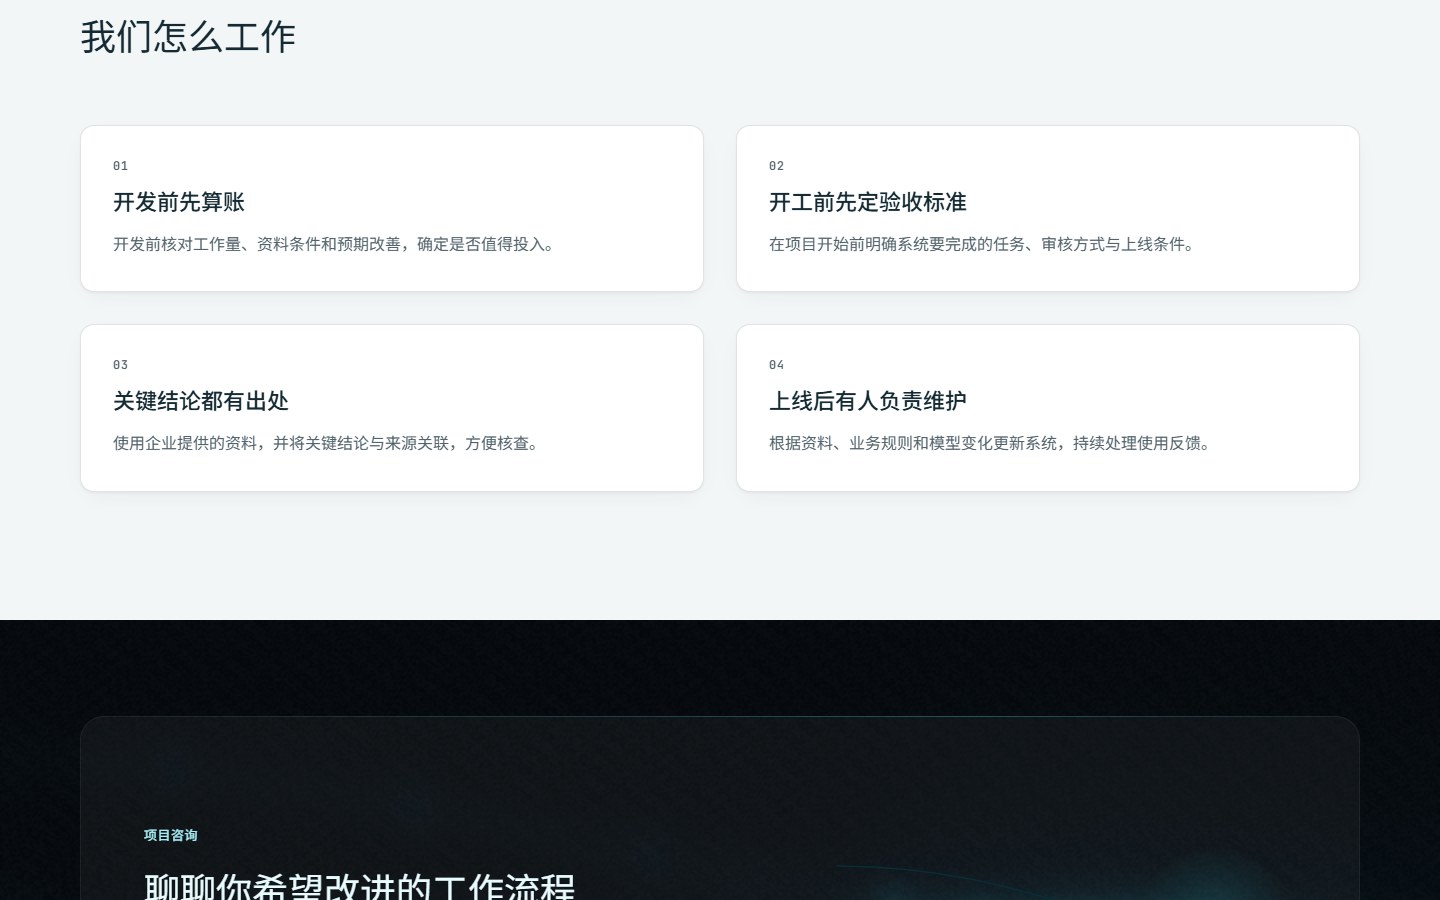 我们怎么工作
01
开发前先算账
开发前核对工作量、资料条件和预期改善，确定是否值得投入。
02
开工前先定验收标准
在项目开始前明确系统要完成的任务、审核方式与上线条件。
03
关键结论都有出处
使用企业提供的资料，并将关键结论与来源关联，方便核查。
04
上线后有人负责维护
根据资料、业务规则和模型变化更新系统，持续处理使用反馈。
项目咨询
聊聊你希望改进的工作流程